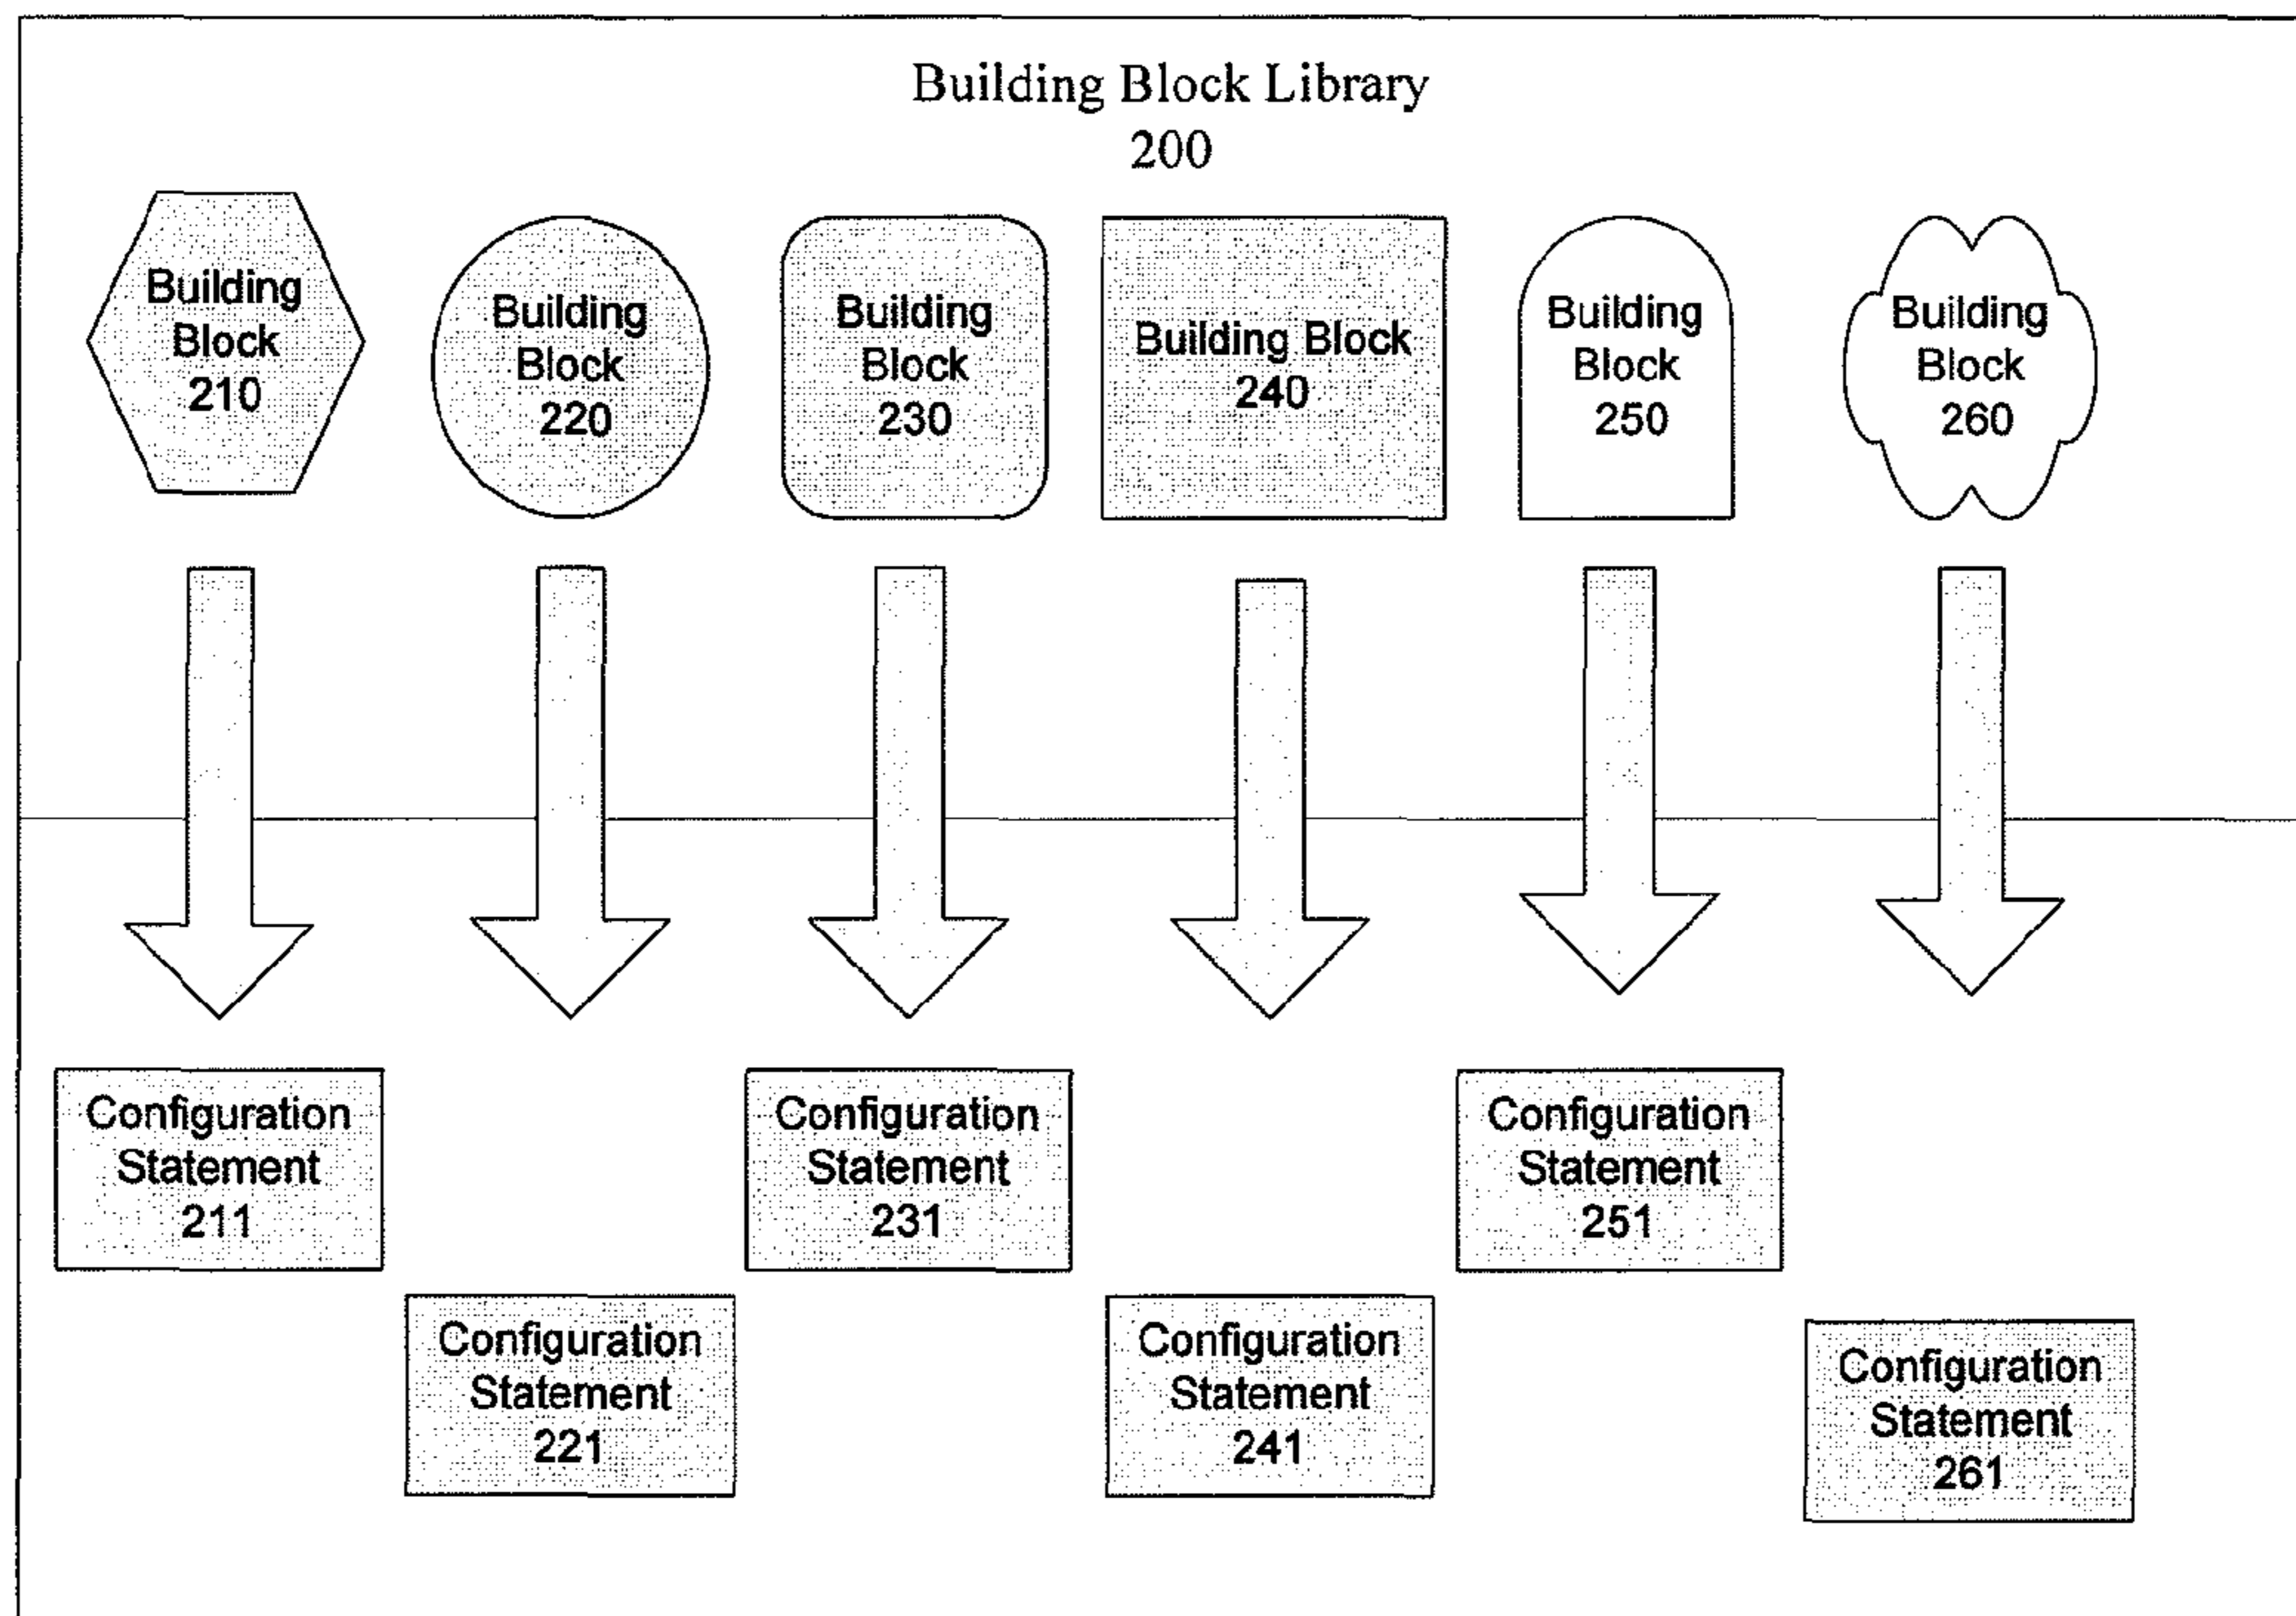 Building Block Library
200
Building
Block
210
Building
Block
220
Building
Block
230
Building Block
240
Building
Block
250
Building
Block
260
Configuration
Statement
211
Configuration
Statement
221
Configuration
Statement
231
Configuration
Statement
241
Configuration
Statement
251
Configuration
Statement
261